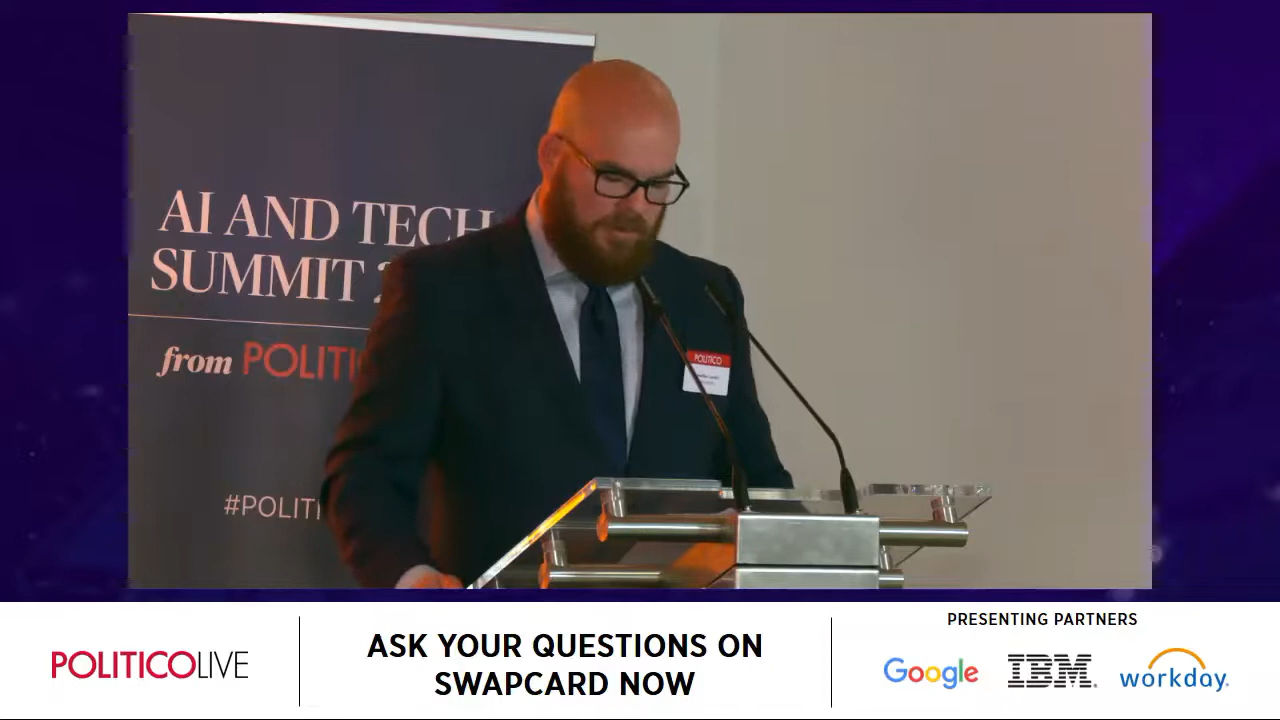 AI AND TECH
SUMMIT
from POLITI
#POLITI
POLITICO
POLITICOLIVE
ASK YOUR QUESTIONS ON
SWAPCARD NOW
PRESENTING PARTNERS
Google
IBM
workday.